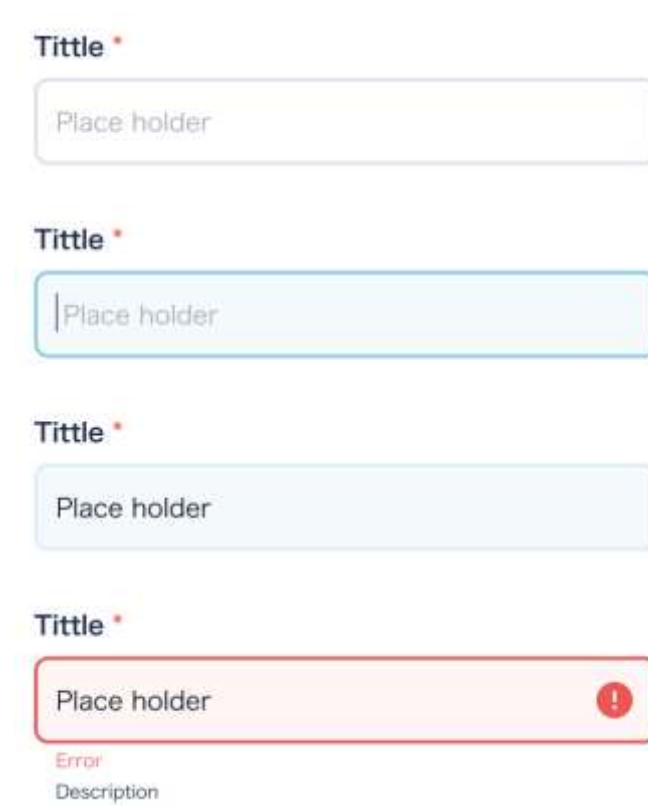 Tittle *
Place holder
Tittle *
Place holder
Tittle *
Place holder
Tittle *
Place holder
!
Error
Description